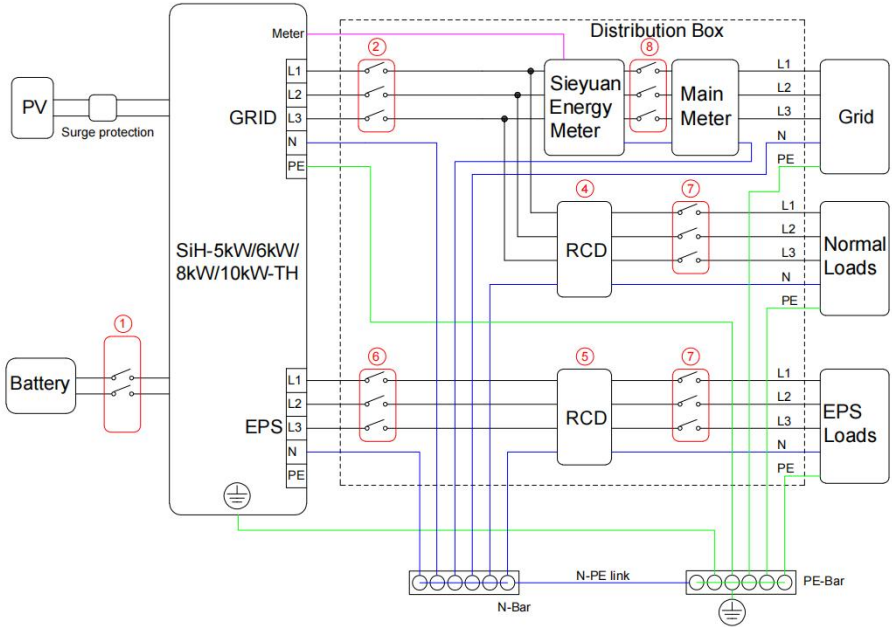 Distribution Box
Meter
②
⑧
L1
L2
L3
N
PE
GRID
PV
Surge protection
Sieyuan
Energy
Meter
Main
Meter
L1
L2
L3
N
PE
Grid
④
⑦
RCD
L1
L2
L3
N
PE
Normal
Loads
SiH-5kW/6kW/
8kW/10kW-TH
①
Battery
⑥
⑤
⑦
L1
L2
L3
N
PE
EPS
RCD
L1
L2
L3
N
PE
EPS
Loads
N-PE link
N-Bar
PE-Bar